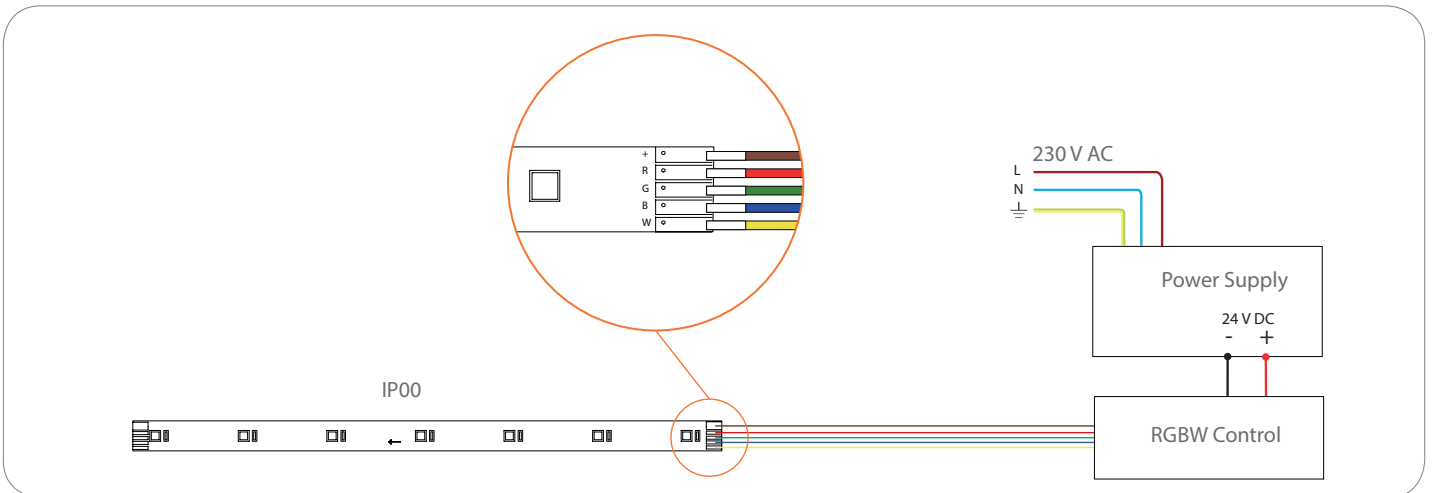 +
R
G
B
W
230 V AC
L
N
Power Supply
24 V DC
- +
IP00
RGBW Control